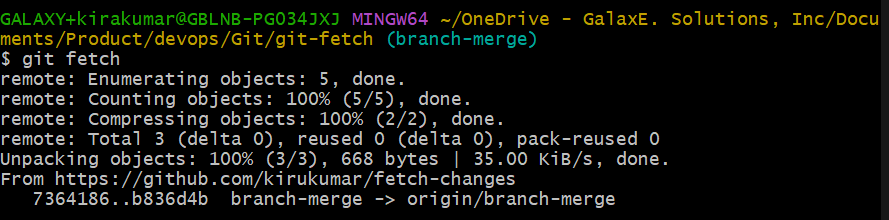 GALAXY+kirakumar@GBLNB-PGO34JXJ MINGW64 ~/OneDrive - GalaxE. Solutions, Inc/Docu
ments/Product/devops/Git/git-fetch (branch-merge)
$ git fetch
remote: Enumerating objects: 5, done.
remote: Counting objects: 100% (5/5), done.
remote: Compressing objects: 100% (2/2), done.
remote: Total 3 (delta 0), reused 0 (delta 0), pack-reused 0
Unpacking objects: 100% (3/3), 668 bytes | 35.00 KiB/s, done.
From https://github.com/kirukumar/fetch-changes
   7364186..b836d4b  branch-merge -> origin/branch-merge